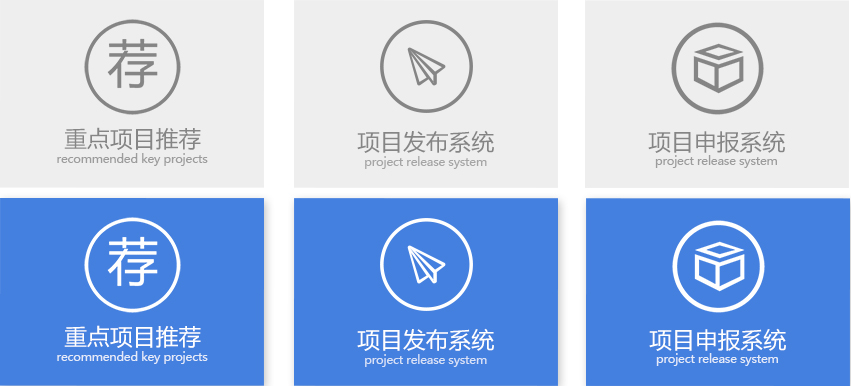 荐
重点项目推荐
recommended key projects
项目发布系统
project release system
项目申报系统
project release system
荐
重点项目推荐
recommended key projects
项目发布系统
project release system
项目申报系统
project release system